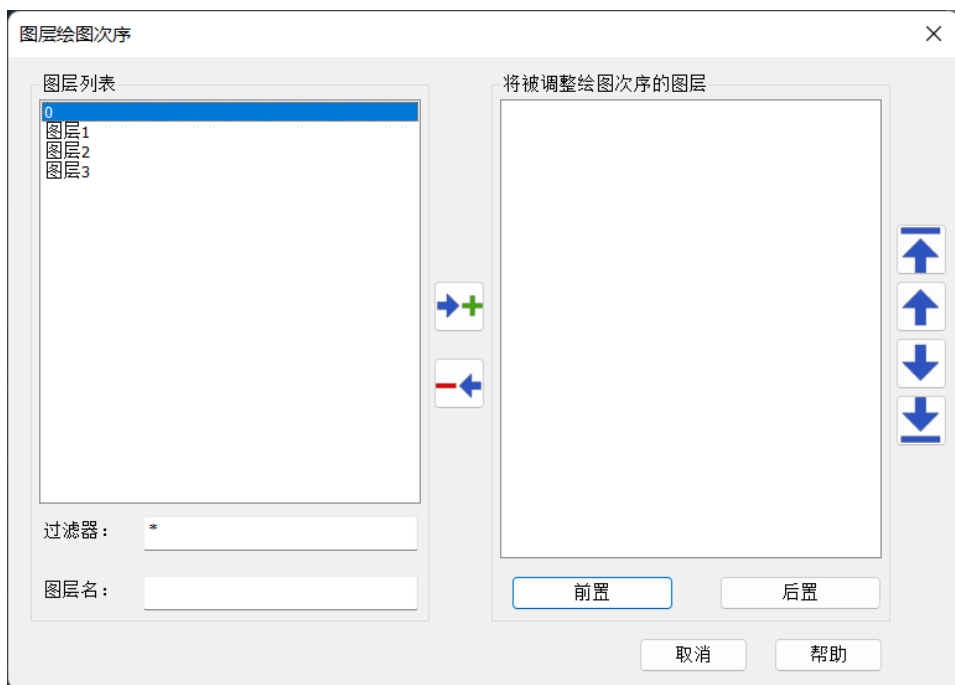 图层绘图次序
图层列表
0
图层1
图层2
图层3
过滤器：
*
图层名：
将被调整绘图次序的图层
前置
后置
取消
帮助